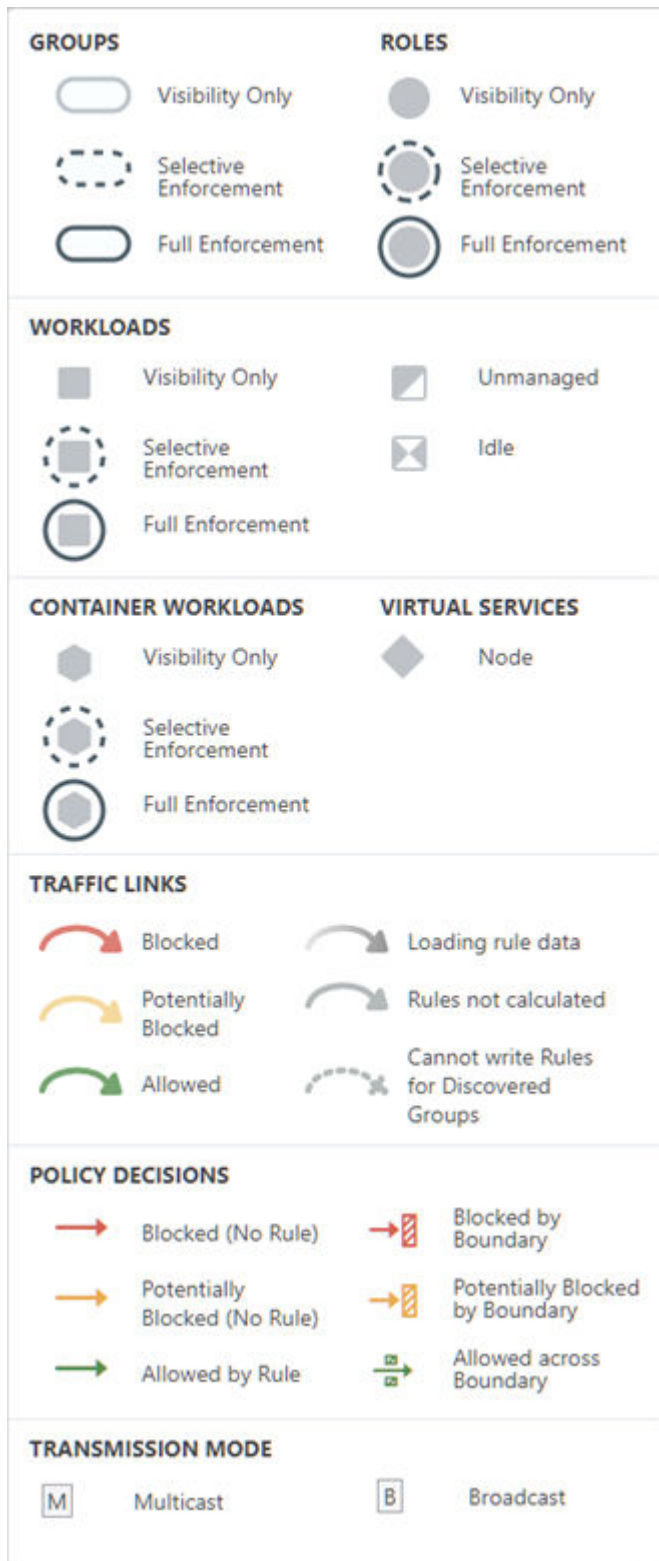 GROUPS
ROLES
Visibility Only
Visibility Only
Selective
Enforcement
Selective
Enforcement
Full Enforcement
Full Enforcement
WORKLOADS
Visibility Only
Unmanaged
Selective
Enforcement
Idle
Full Enforcement
CONTAINER WORKLOADS
VIRTUAL SERVICES
Visibility Only
Node
Selective
Enforcement
Full Enforcement
TRAFFIC LINKS
Blocked
Loading rule data
Potentially
Blocked
Rules not calculated
Allowed
Cannot write Rules
for Discovered
Groups
POLICY DECISIONS
Blocked (No Rule)
Blocked by
Boundary
Potentially
Blocked (No Rule)
Potentially Blocked
by Boundary
Allowed by Rule
Allowed across
Boundary
TRANSMISSION MODE
M
Multicast
B
Broadcast